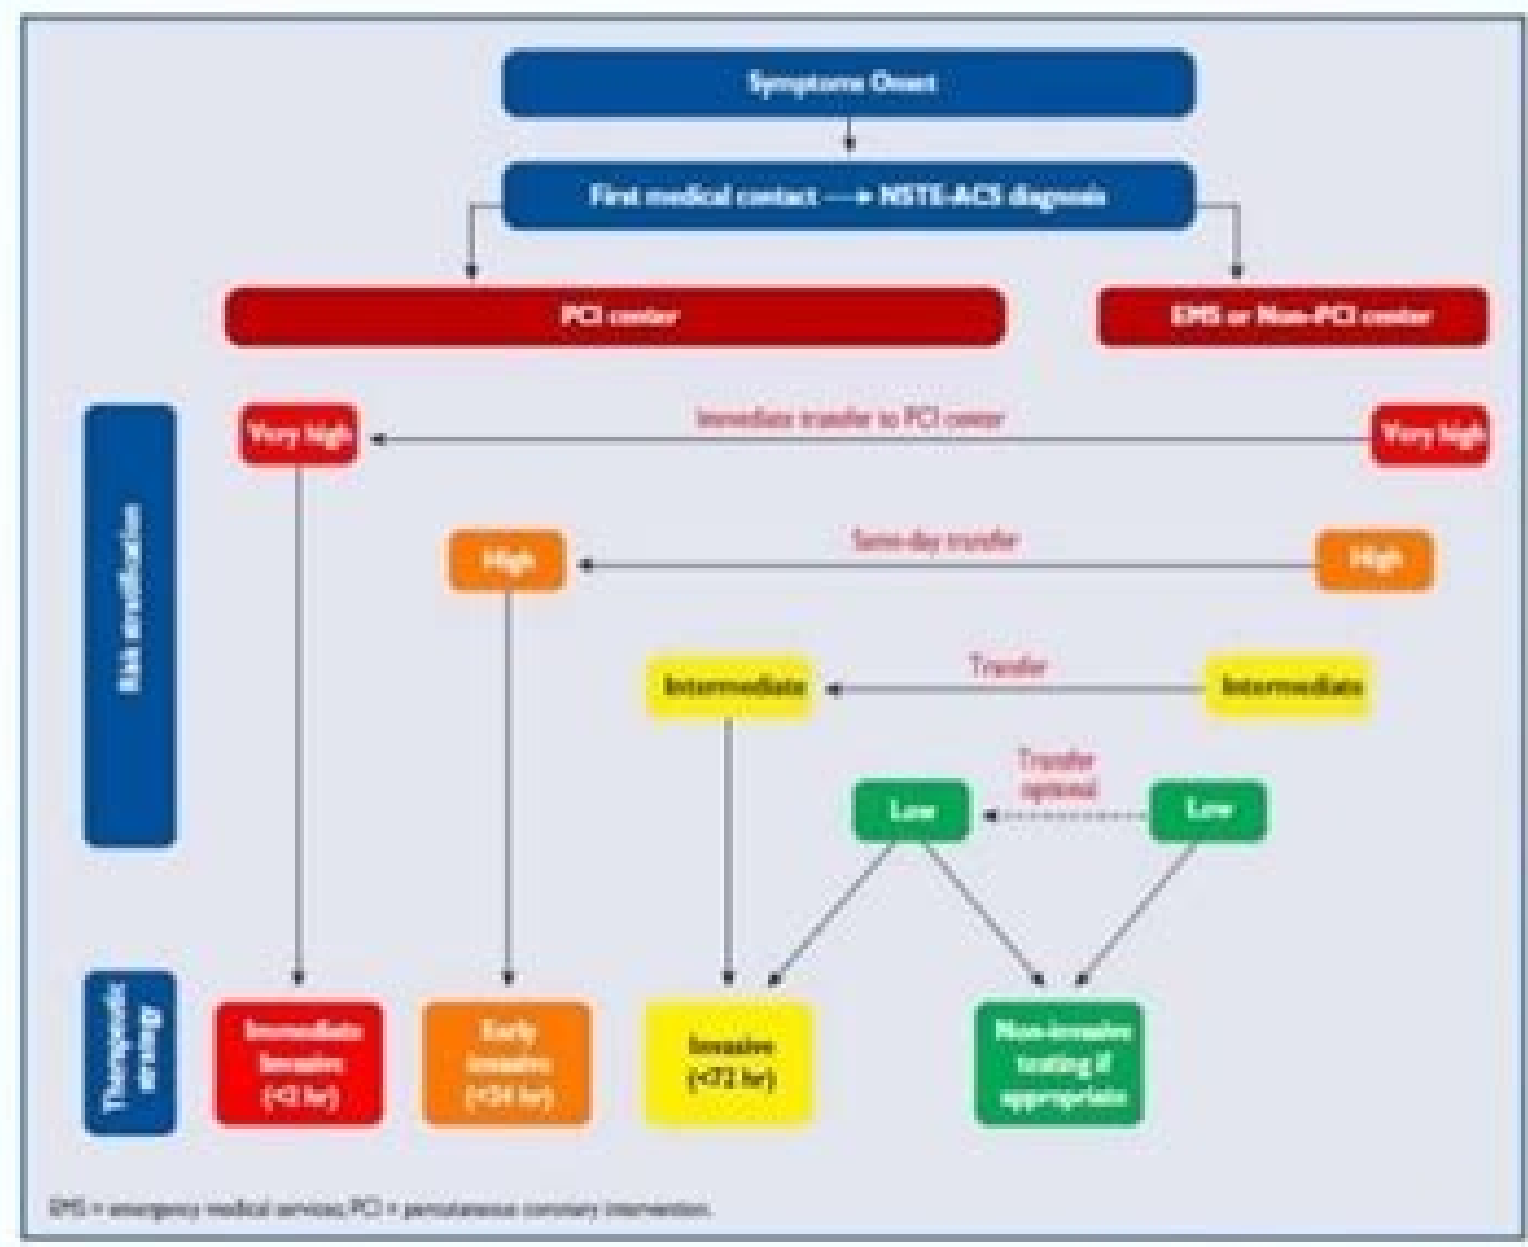 Symptoms Onset
First medical contact → NSTE-ACS diagnosis
PCI center
EMS or Non-PCI center
Very high
Immediate transfer to PCI center
Very high
Risk stratification
High
Same-day transfer
High
Intermediate
Transfer
Intermediate
Transfer
optional
Low
Low
Therapeutic
strategy
Immediate
Invasive
(<2 hr)
Early
invasive
(<24 hr)
Invasive
(<72 hr)
Non-invasive
testing if
appropriate
EMS = emergency medical services, PCI = percutaneous coronary intervention.